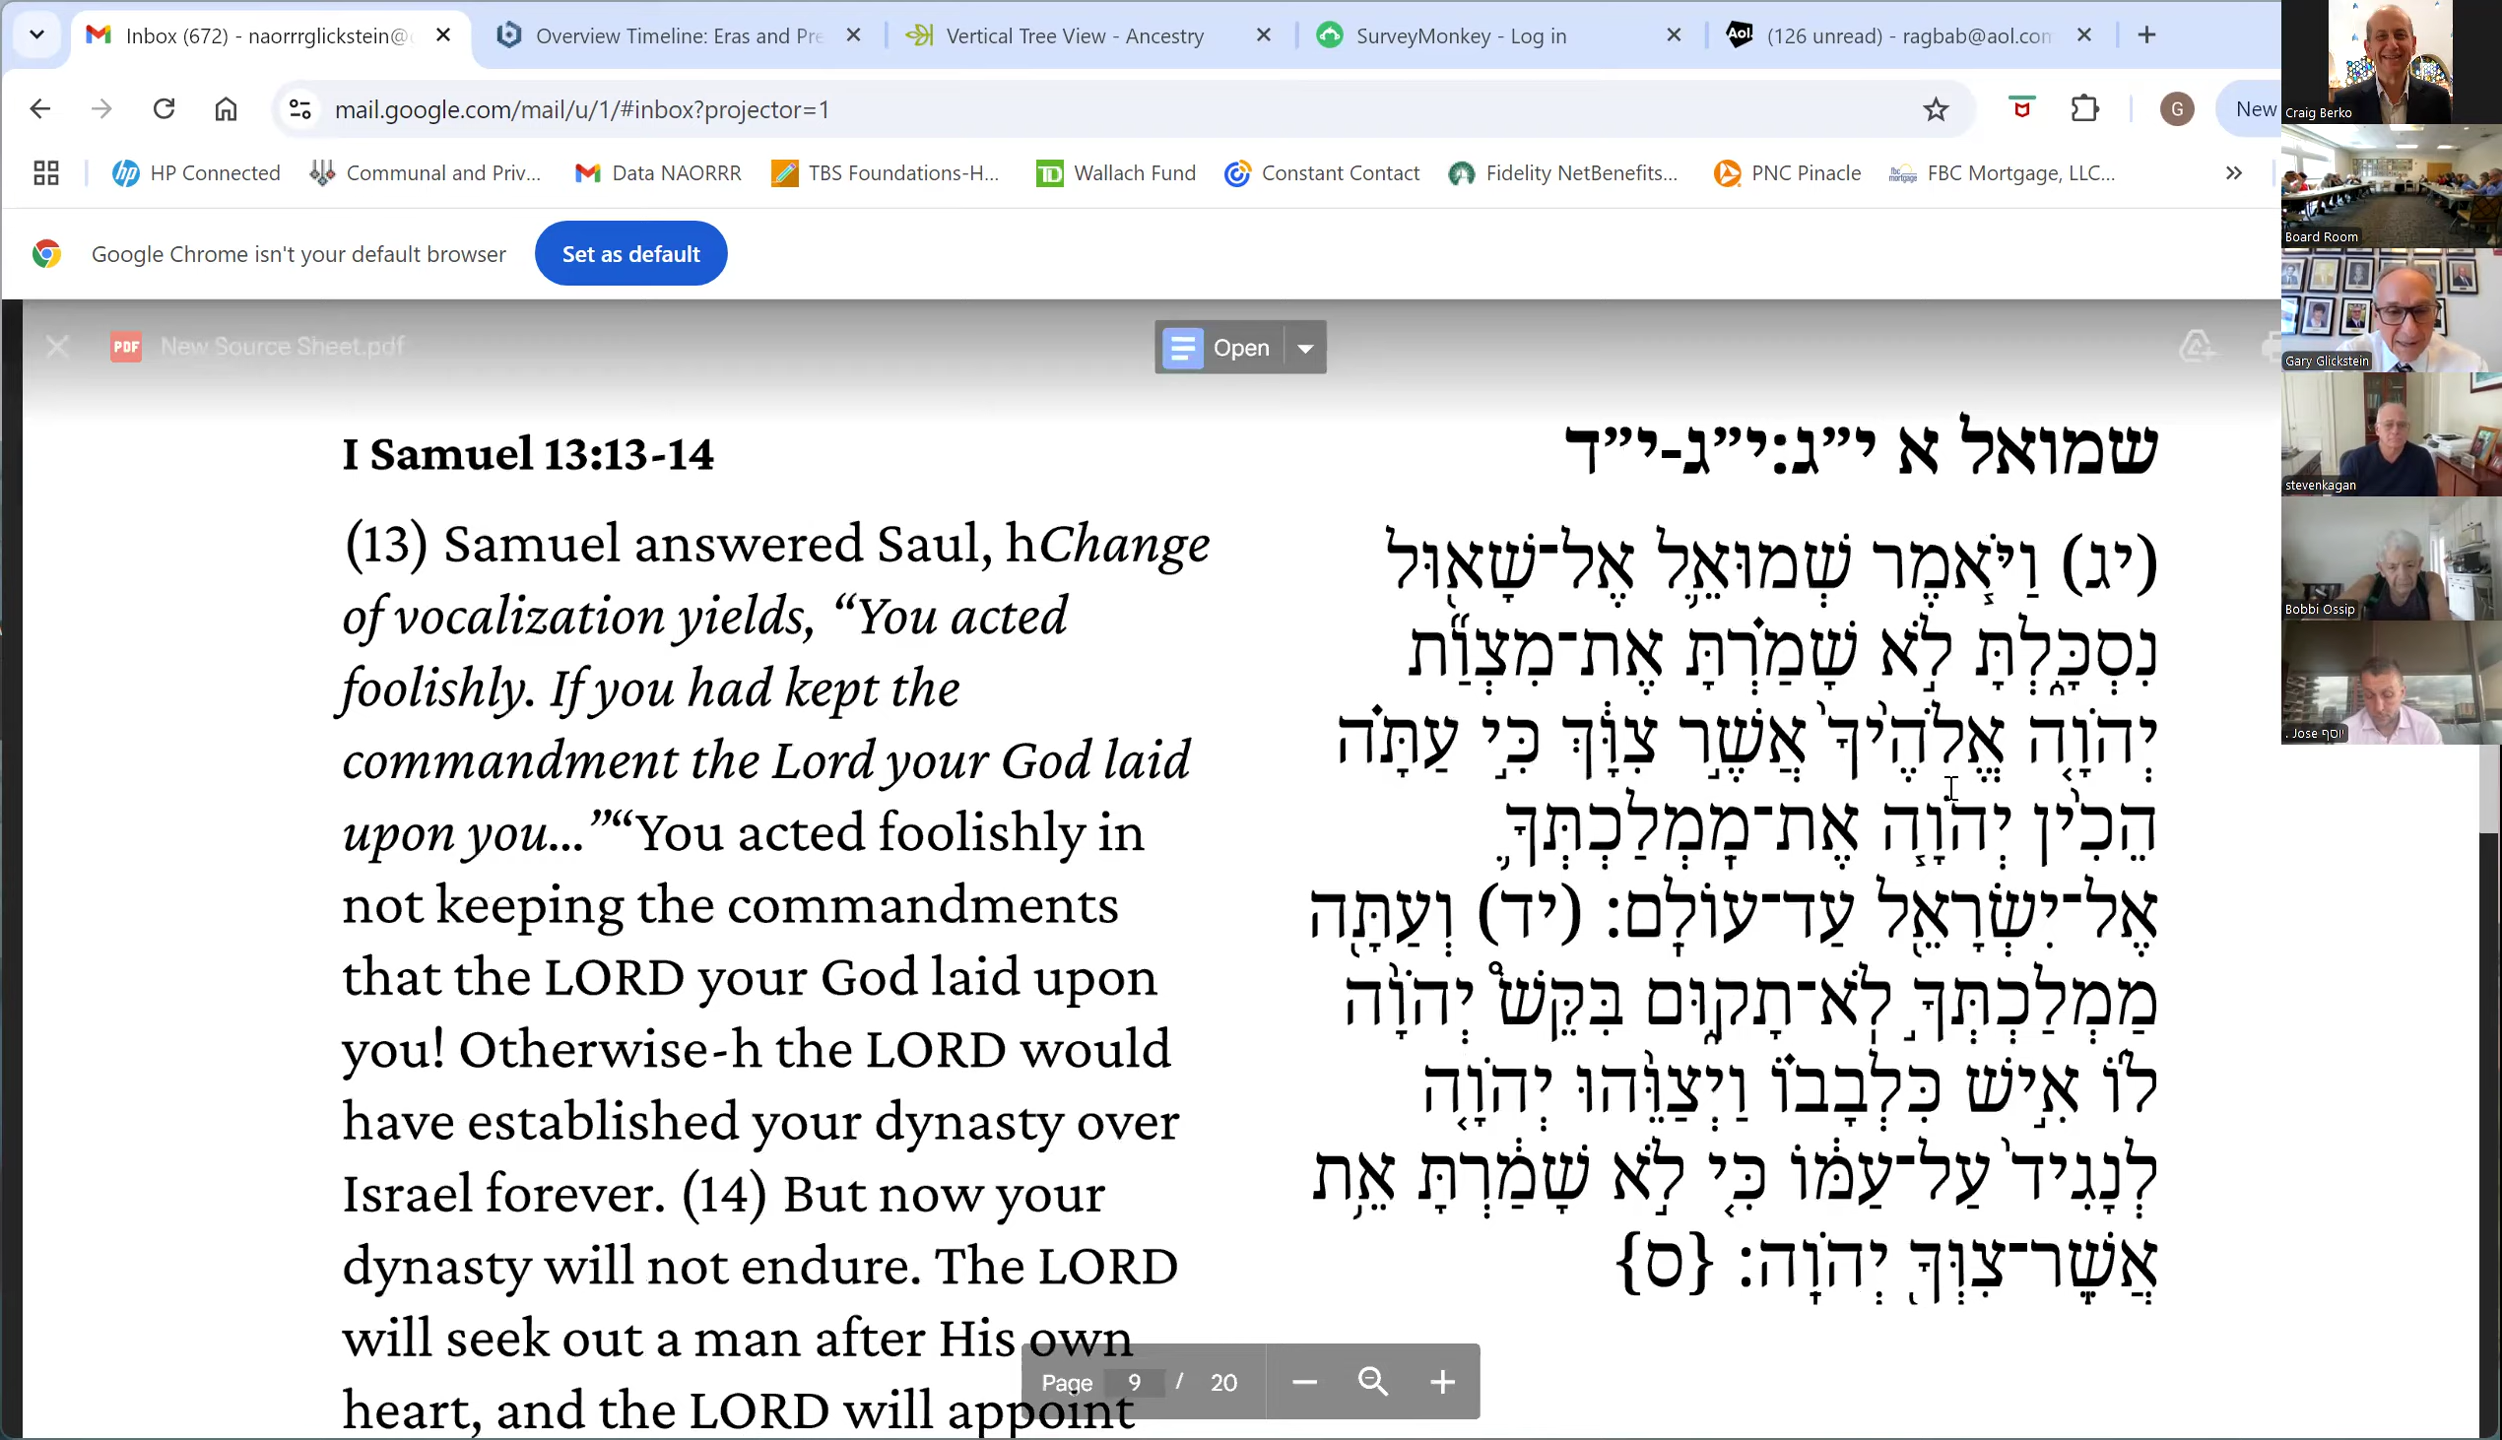 Inbox (672) - naorrrglickstein@
Overview Timeline: Eras and Pre
Vertical Tree View - Ancestry
SurveyMonkey - Log in
Aol.
(126 unread) - ragbab@aol.com
mail.google.com/mail/u/1/#inbox?projector=1
G
New
HP Connected
Communal and Priv...
Data NAORRR
TBS Foundations-H...
Wallach Fund
Constant Contact
Fidelity NetBenefits...
PNC Pinacle
FBC Mortgage, LLC...
Google Chrome isn't your default browser
Set as default
PDF
New Source Sheet.pdf
Open
I Samuel 13:13-14
(13) Samuel answered Saul, hChange
of vocalization yields, “You acted
foolishly. If you had kept the
commandment the Lord your God laid
upon you...”“You acted foolishly in
not keeping the commandments
that the LORD your God laid upon
you! Otherwise-h the LORD would
have established your dynasty over
Israel forever. (14) But now your
dynasty will not endure. The LORD
will seek out a man after His own
heart, and the LORD will appoint
שמואל א י״ג:י״ג-י״ד
(יג) וַיֹּ֧אמֶר שְׁמוּאֵ֛ל אֶל־שָׁא֖וּל
נִסְכָּ֑לְתָּ לֹ֣א שָׁמַ֗רְתָּ אֶת־מִצְוַ֞ת
יְהֹוָ֤ה אֱלֹהֶ֙יךָ֙ אֲשֶׁ֣ר צִוָּ֔ךְ כִּ֣י עַתָּ֗ה
הֵכִ֨ין יְהֹוָ֧ה אֶת־מַֽמְלַכְתְּךָ֛
אֶל־יִשְׂרָאֵ֖ל עַד־עוֹלָֽם׃ (יד) וְעַתָּ֖ה
מַמְלַכְתְּךָ֣ לֹא־תָק֑וּם בִּקֵּשׁ֩ יְהֹוָ֨ה
ל֜וֹ אִ֣ישׁ כִּלְבָב֗וֹ וַיְצַוֵּ֨הוּ יְהֹוָ֤ה
לְנָגִיד֙ עַל־עַמּ֔וֹ כִּ֚י לֹ֣א שָׁמַ֔רְתָּ אֵ֥ת
אֲשֶֽׁר־צִוְּךָ֖ יְהֹוָֽה׃ {ס}
Page 9 / 20
Craig Berko
Board Room
Gary Glickstein
stevenkagan
Bobbi Ossip
. Jose יוסף